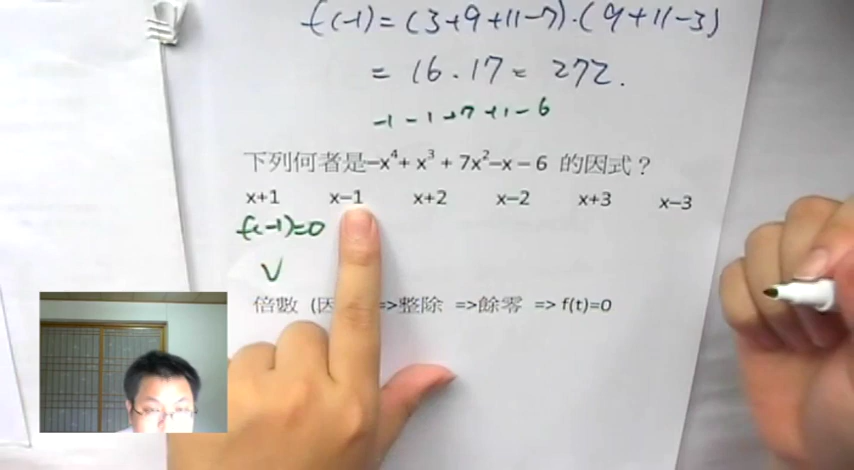 f(-1)=(3+9+11-7)·(9+11-3)
= 16·17= 272.
-1-1+7+1-6
下列何者是−x⁴+ x³ + 7x²−x − 6 的因式？
x+1 x−1 x+2 x−2 x+3 x−3
f(-1)=0
倍數 (因 =>整除 =>餘零 => f(t)=0